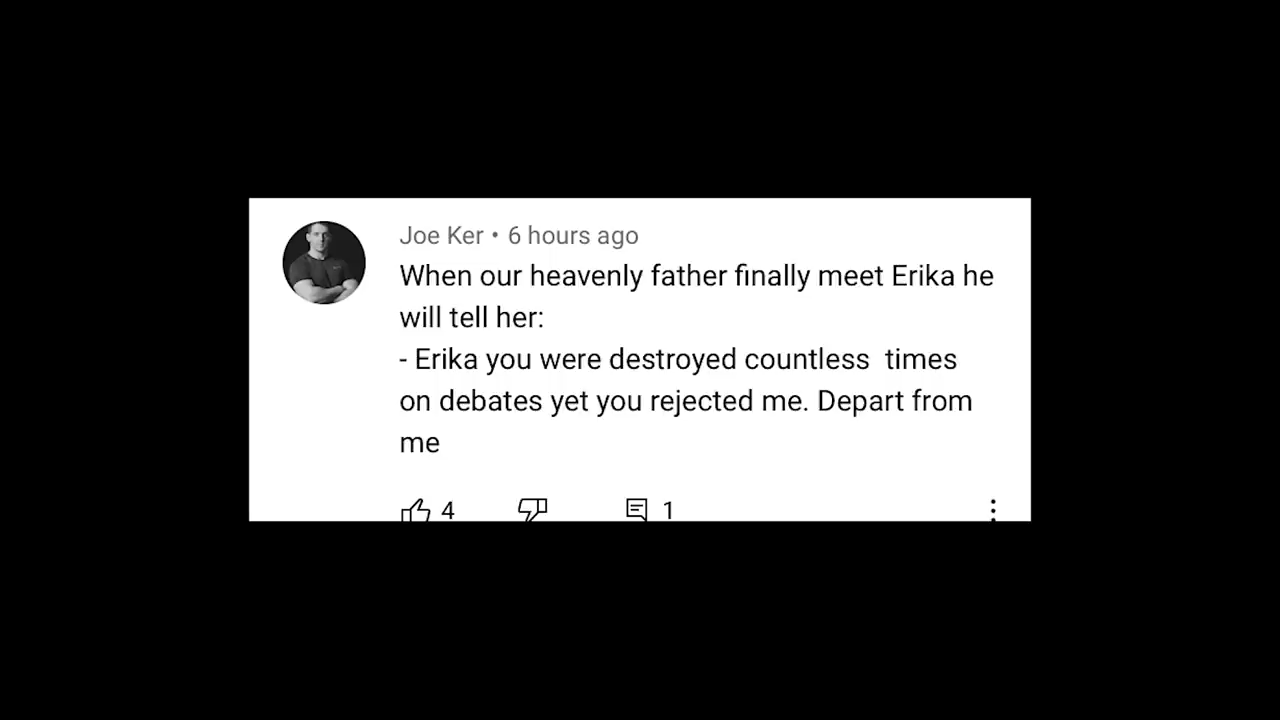 Joe Ker • 6 hours ago
When our heavenly father finally meet Erika he
will tell her:
- Erika you were destroyed countless  times
on debates yet you rejected me. Depart from
me
4 1